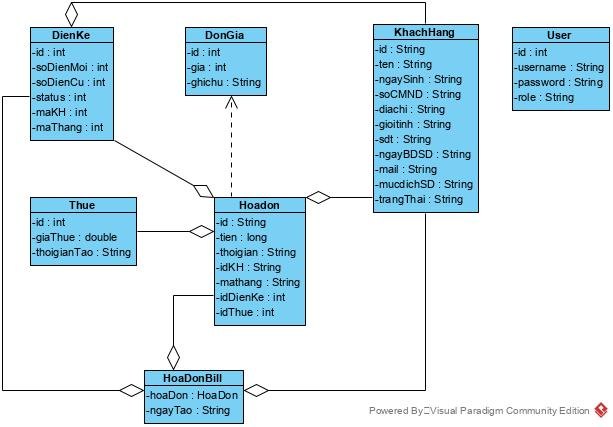 DienKe
-id : int
-soDienMoi : int
-soDienCu : int
-status : int
-maKH : int
-maThang : int
DonGia
-id : int
-gia : int
-ghichu : String
KhachHang
-id : String
-ten : String
-ngaySinh : String
-soCMND : String
-diachi : String
-gioitinh : String
-sdt : String
-ngayBDSD : String
-mail : String
-mucdichSD : String
-trangThai : String
User
-id : int
-username : String
-password : String
-role : String
Thue
-id : int
-giaThue : double
-thoigianTao : String
Hoadon
-id : String
-tien : long
-thoigian : String
-idKH : String
-mathang : String
-idDienKe : int
-idThue : int
HoaDonBill
-hoaDon : HoaDon
-ngayTao : String
Powered By Visual Paradigm Community Edition